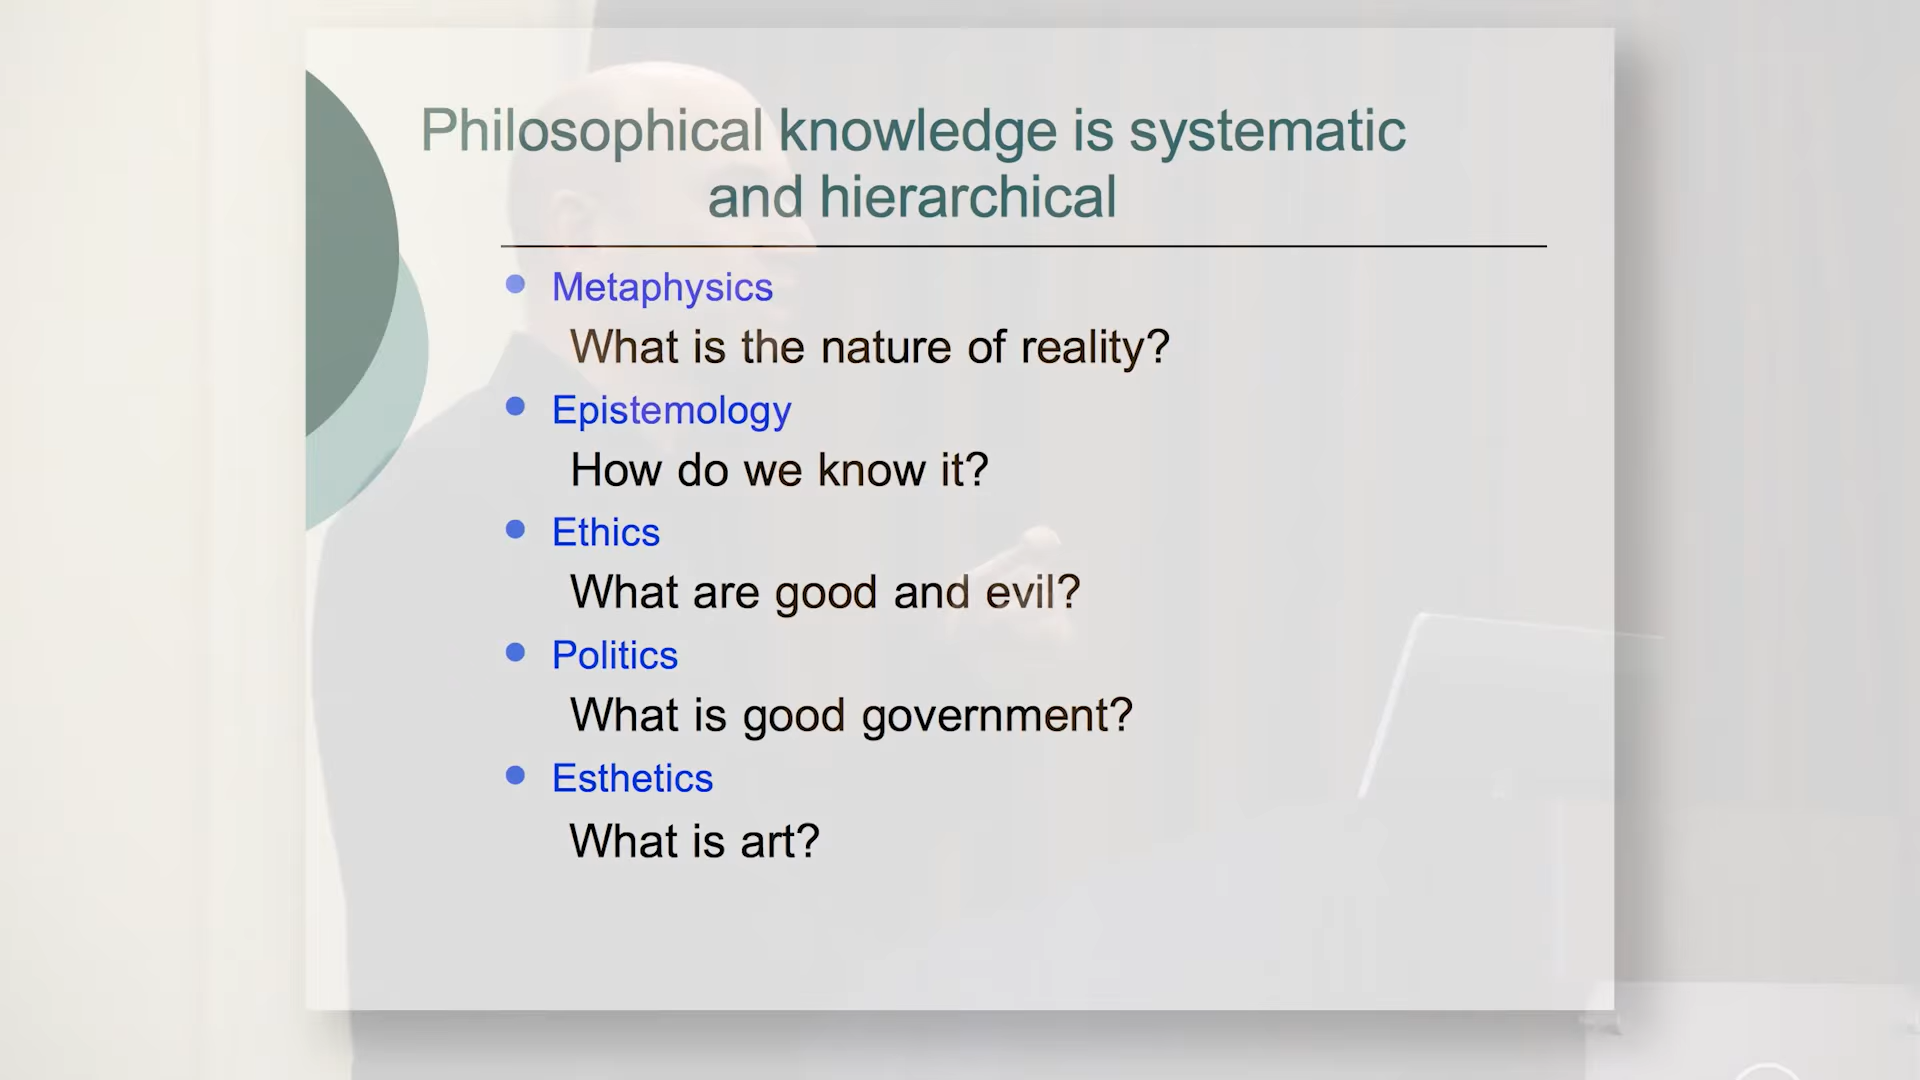 Philosophical knowledge is systematic
and hierarchical
Metaphysics
What is the nature of reality?
Epistemology
How do we know it?
Ethics
What are good and evil?
Politics
What is good government?
Esthetics
What is art?